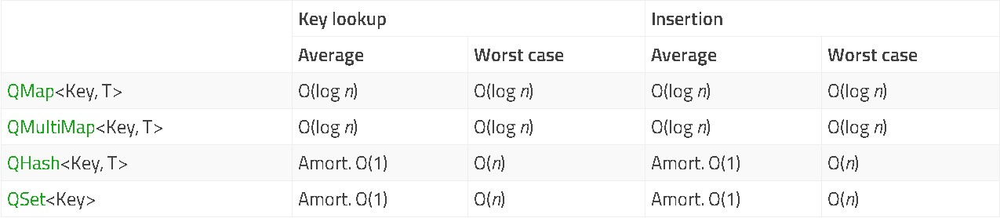 Key lookup Insertion
Average Worst case Average Worst case
QMap<Key, T> O(log n) O(log n) O(log n) O(log n)
QMultiMap<Key, T> O(log n) O(log n) O(log n) O(log n)
QHash<Key, T> Amort. O(1) O(n) Amort. O(1) O(n)
QSet<Key> Amort. O(1) O(n) Amort. O(1) O(n)